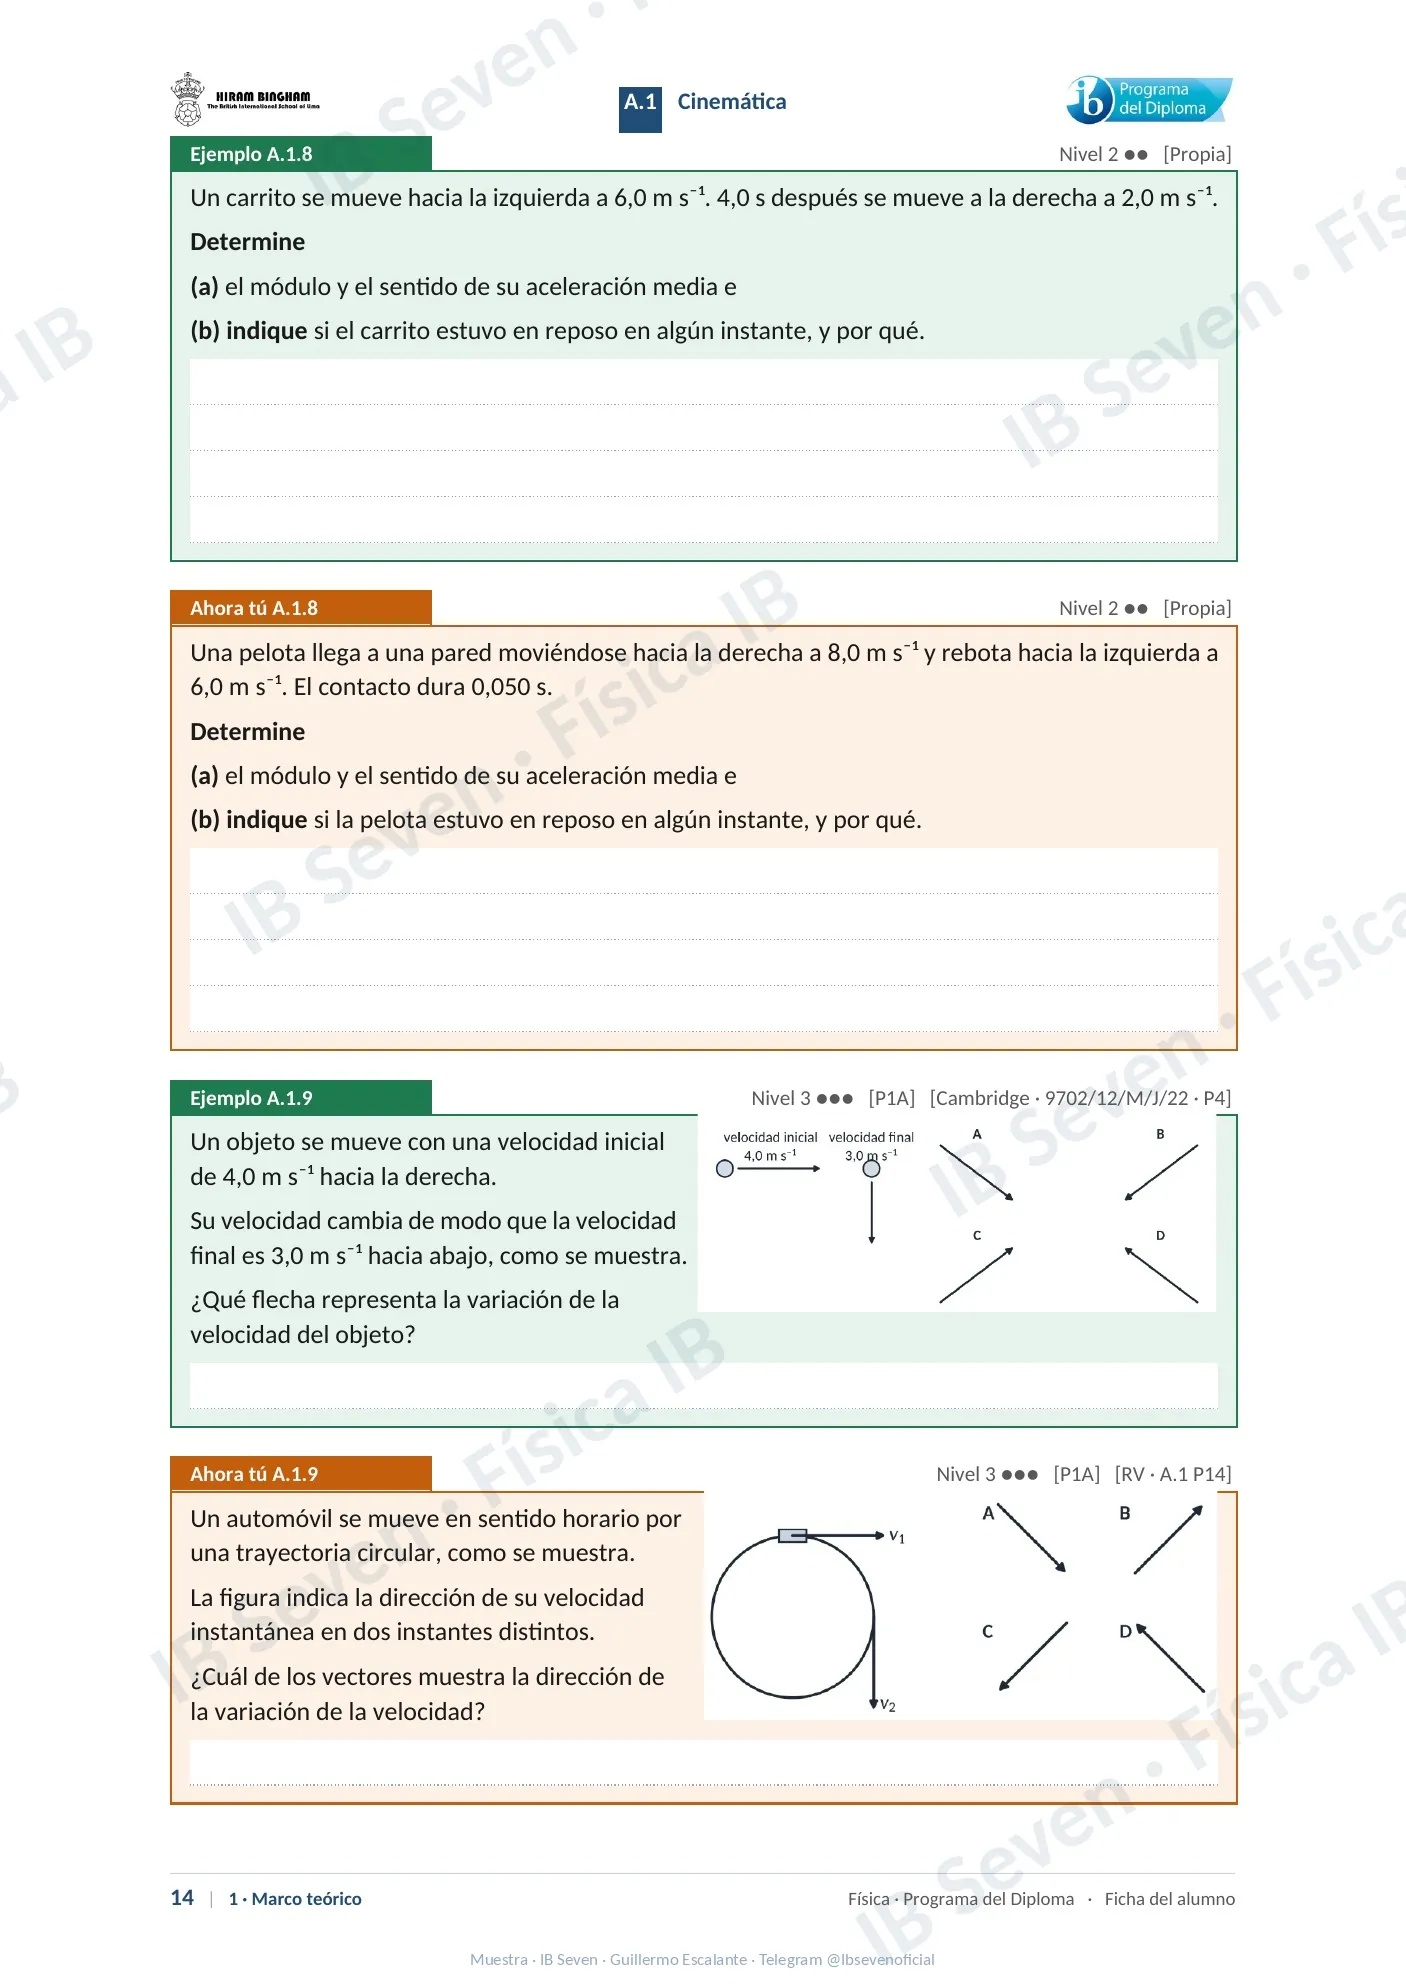 HIRAM BINGHAM
The British International School of Lima
A.1 Cinemática
ib Programa
del Diploma
Ejemplo A.1.8
Nivel 2 ●● [Propia]
Un carrito se mueve hacia la izquierda a 6,0 m s⁻¹. 4,0 s después se mueve a la derecha a 2,0 m s⁻¹.
Determine
(a) el módulo y el sentido de su aceleración media e
(b) indique si el carrito estuvo en reposo en algún instante, y por qué.
Ahora tú A.1.8
Nivel 2 ●● [Propia]
Una pelota llega a una pared moviéndose hacia la derecha a 8,0 m s⁻¹ y rebota hacia la izquierda a
6,0 m s⁻¹. El contacto dura 0,050 s.
Determine
(a) el módulo y el sentido de su aceleración media e
(b) indique si la pelota estuvo en reposo en algún instante, y por qué.
Ejemplo A.1.9
Nivel 3 ●●● [P1A] [Cambridge · 9702/12/M/J/22 · P4]
Un objeto se mueve con una velocidad inicial
de 4,0 m s⁻¹ hacia la derecha.
Su velocidad cambia de modo que la velocidad
final es 3,0 m s⁻¹ hacia abajo, como se muestra.
¿Qué flecha representa la variación de la
velocidad del objeto?
velocidad inicial
4,0 m s⁻¹
velocidad final
3,0 m s⁻¹
A
B
C
D
Ahora tú A.1.9
Nivel 3 ●●● [P1A] [RV · A.1 P14]
Un automóvil se mueve en sentido horario por
una trayectoria circular, como se muestra.
La figura indica la dirección de su velocidad
instantánea en dos instantes distintos.
¿Cuál de los vectores muestra la dirección de
la variación de la velocidad?
v₁
v₂
A
B
C
D
14 | 1 · Marco teórico
Física · Programa del Diploma · Ficha del alumno
Muestra · IB Seven · Guillermo Escalante · Telegram @Ibsevenoficial
IB Seven · Física IB